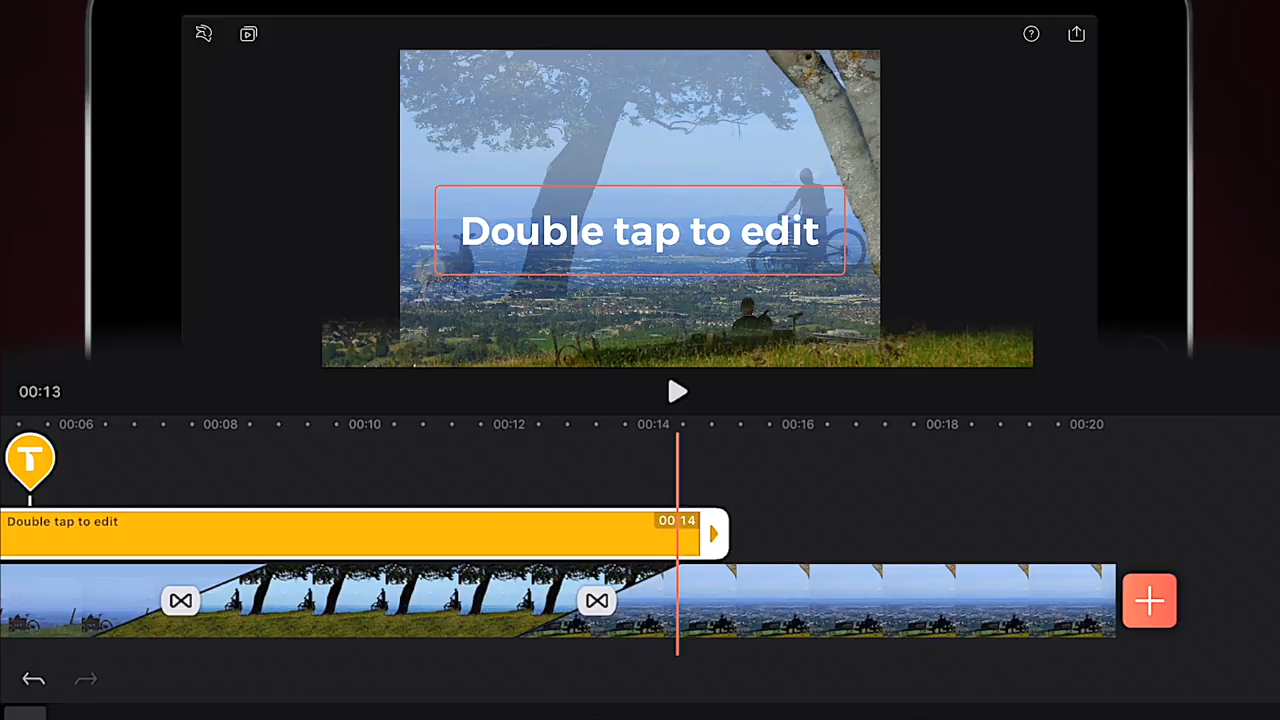 Double tap to edit
00:13
00:06 00:08 00:10 00:12 00:14 00:16 00:18 00:20
T
Double tap to edit
00:14